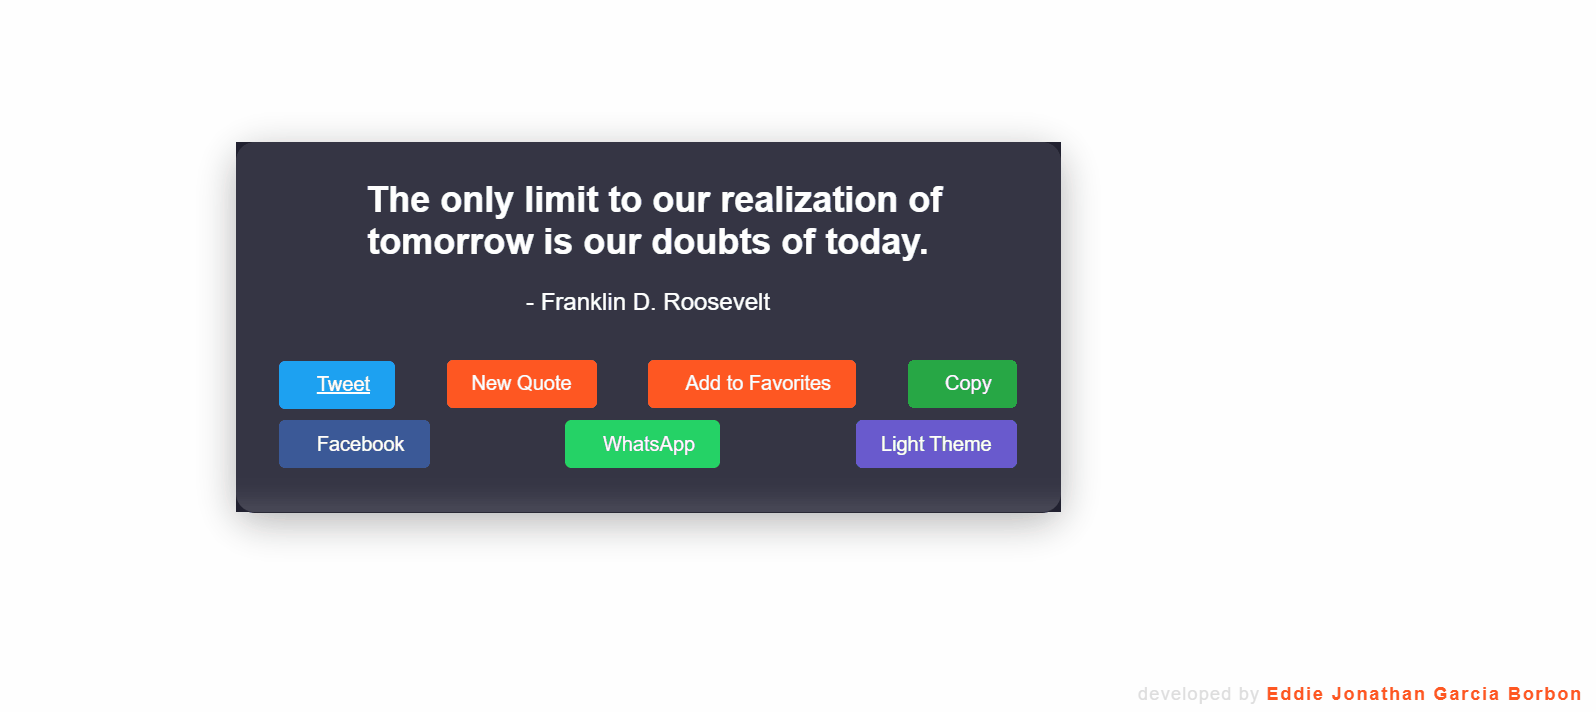 The only limit to our realization of
tomorrow is our doubts of today.
- Franklin D. Roosevelt
Tweet New Quote Add to Favorites Copy
Facebook WhatsApp Light Theme
developed by Eddie Jonathan Garcia Borbon